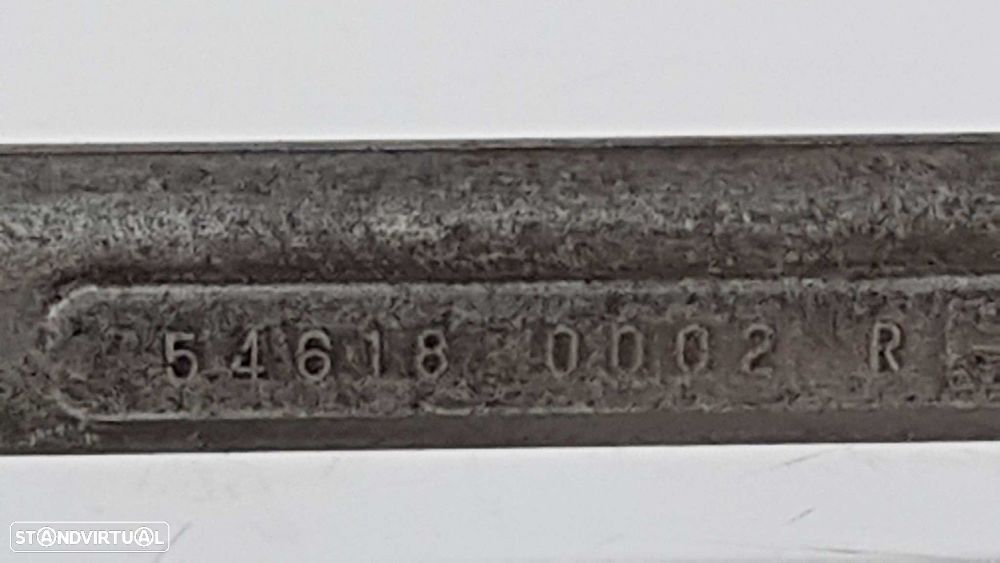 54618 0002 R
STANDVIRTUAL